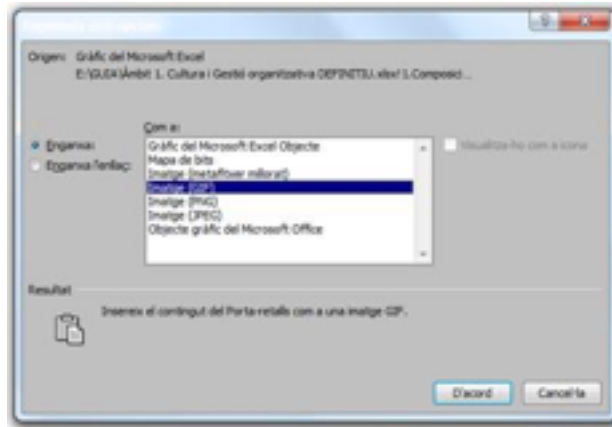 Origen: Gràfic del Microsoft Excel
E:\GUIA\Àmbit 1. Cultura i Gestió organitzativa DEFINITIU.xlsx! 1.Composici...
Com a:
Enganxa:
Enganxa l'enllaç:
Gràfic del Microsoft Excel Objecte
Mapa de bits
Imatge (metafitxer millorat)
Imatge (GIF)
Imatge (PNG)
Imatge (JPEG)
Objecte gràfic del Microsoft Office
Visualitza-ho com a icona
Resultat
Insereix el contingut del Porta-retalls com a una imatge GIF.
D'acord
Cancel·la